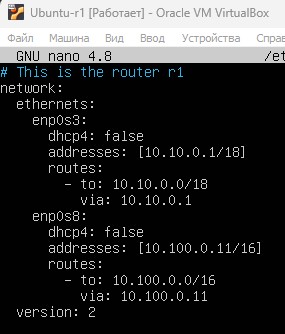 Ubuntu-r1 [Работает] - Oracle VM VirtualBox
Файл Машина Вид Ввод Устройства
GNU nano 4.8 /et
# This is the router r1
network:
  ethernets:
    enp0s3:
      dhcp4: false
      addresses: [10.10.0.1/18]
      routes:
        - to: 10.10.0.0/18
          via: 10.10.0.1
    enp0s8:
      dhcp4: false
      addresses: [10.100.0.11/16]
      routes:
        - to: 10.100.0.0/16
          via: 10.100.0.11
  version: 2